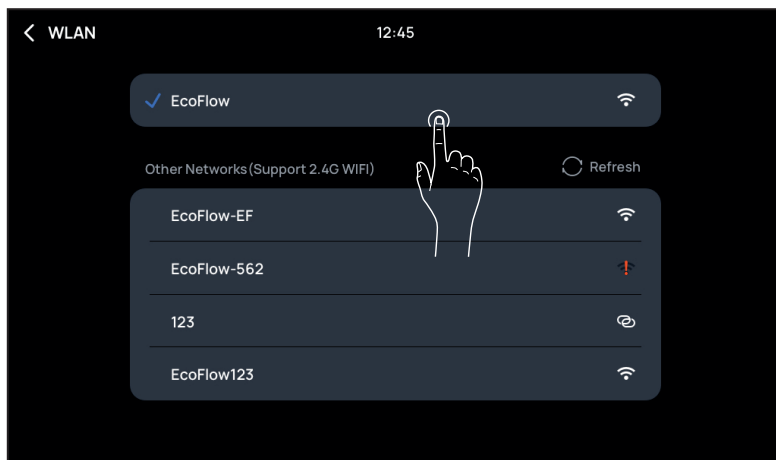 WLAN
12:45
EcoFlow
Other Networks(Support 2.4G WIFI)
Refresh
EcoFlow-EF
EcoFlow-562
123
EcoFlow123